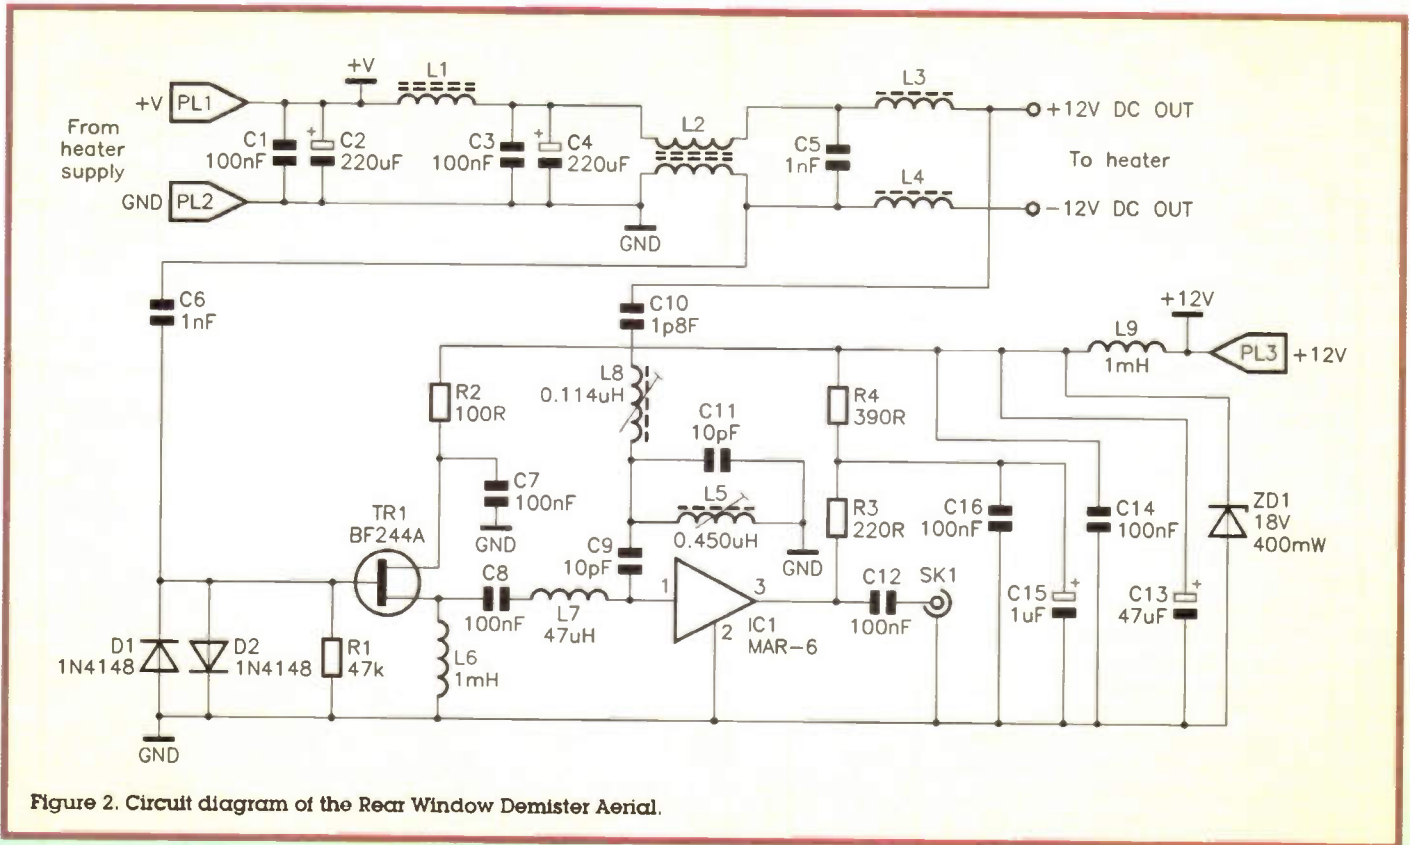 +V
L1
L3
+V PL1
+12V DC OUT
From
heater
supply
C1
100nF
+
C2
220uF
C3
100nF
+
C4
220uF
L2
C5
1nF
To heater
L4
GND PL2
-12V DC OUT
GND
C6
1nF
C10
1p8F
+12V
L9
1mH
PL3 +12V
R2
100R
L8
0.114uH
C11
10pF
R4
390R
C7
100nF
GND
L5
0.450uH
GND
R3
220R
C16
100nF
C14
100nF
ZD1
18V
400mW
TR1
BF244A
C9
10pF
C8
100nF
L7
47uH
1
3
2
IC1
MAR-6
C12
100nF
SK1
C15
1uF
+
C13
47uF
+
D1
1N4148
D2
1N4148
R1
47k
L6
1mH
GND
Figure 2. Circuit diagram of the Rear Window Demister Aerial.